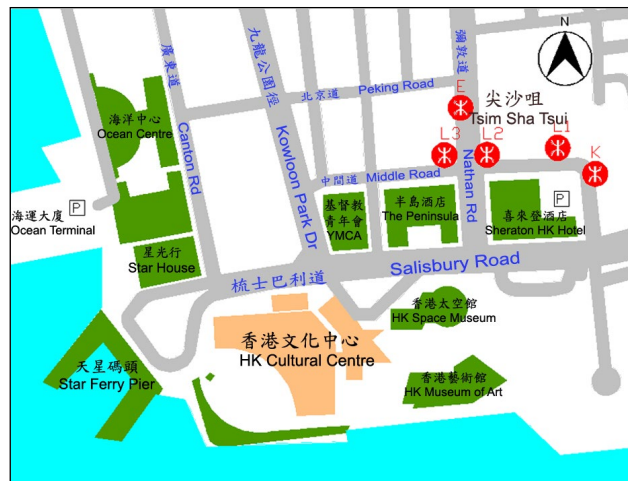 N
彌敦道
九龍公園徑
廣東道
Peking Road
北京道
E
尖沙咀
Tsim Sha Tsui
海洋中心
Ocean Centre
Canton Rd
Kowloon Park Dr
Nathan Rd
L3
L2
L1
K
中間道 Middle Road
P
海運大廈
Ocean Terminal
基督教
青年會
YMCA
半島酒店
The Peninsula
P
喜來登酒店
Sheraton HK Hotel
星光行
Star House
梳士巴利道
Salisbury Road
香港太空館
HK Space Museum
香港文化中心
HK Cultural Centre
天星碼頭
Star Ferry Pier
香港藝術館
HK Museum of Art